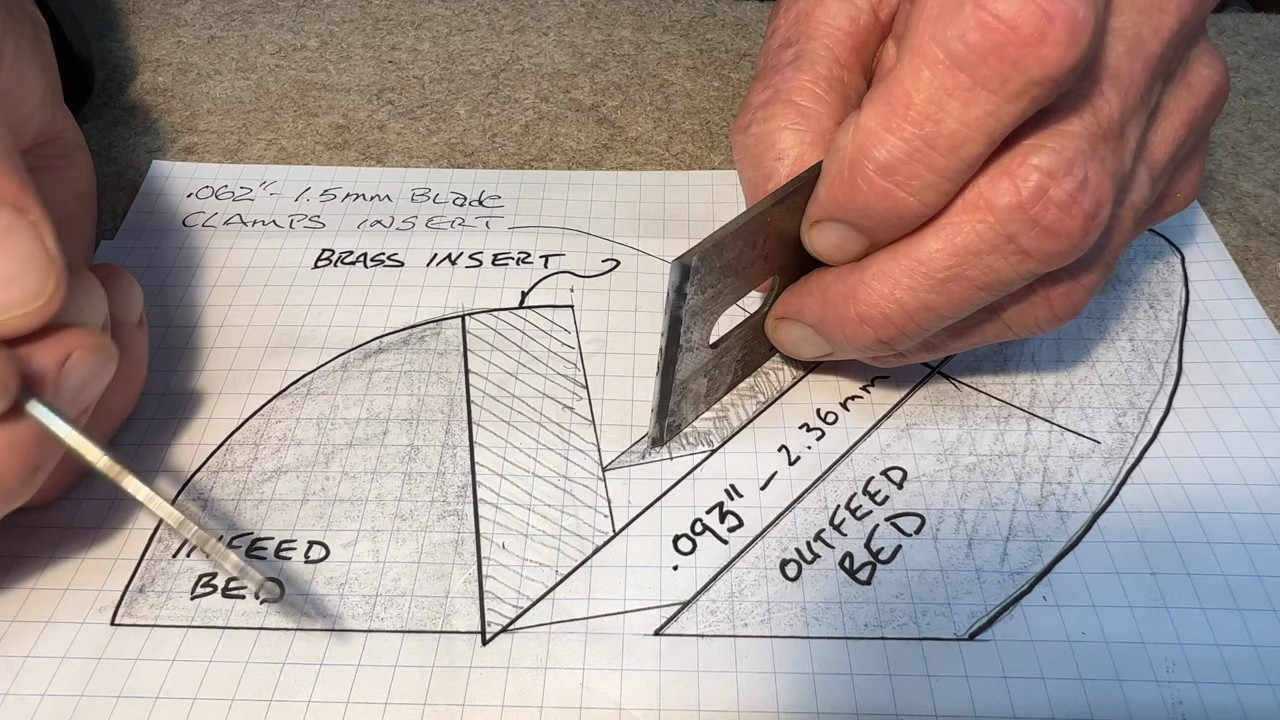 .062" - 1.5mm Blade
CLAMPS INSERT
BRASS INSERT
.093" - 2.36mm
INFEED
BED
OUTFEED
BED